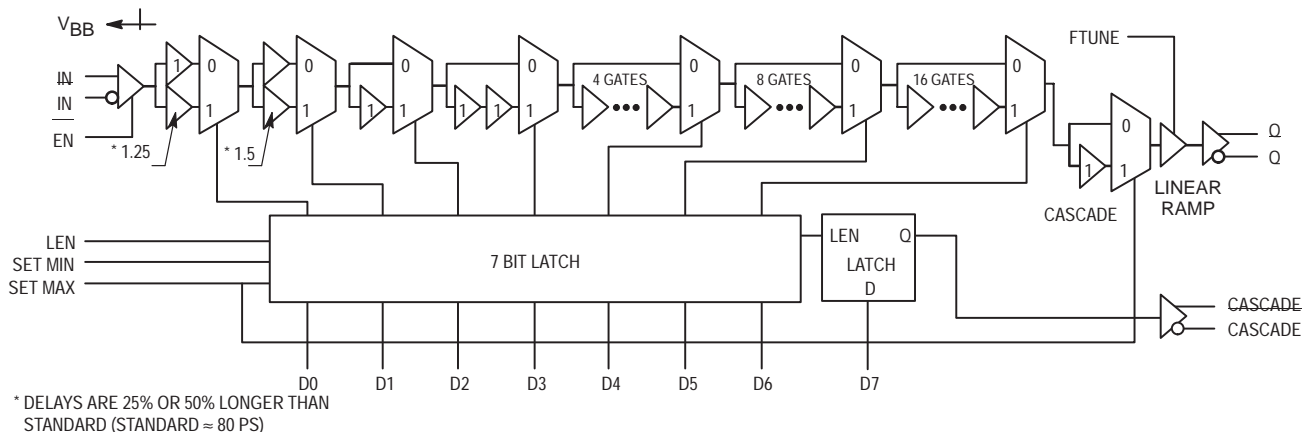 VBB
FTUNE
1 0 0 0 0 4 GATES 0 8 GATES 0 16 GATES 0
IN
IN 1 1 1 1 1 1 1 1 1 1
EN
* 1.25 * 1.5
0
1 1
Q
Q
LINEAR
RAMP
CASCADE
LEN
SET MIN
SET MAX
7 BIT LATCH
LEN Q
LATCH
D
CASCADE
CASCADE
D0 D1 D2 D3 D4 D5 D6 D7
* DELAYS ARE 25% OR 50% LONGER THAN
STANDARD (STANDARD ≈ 80 PS)